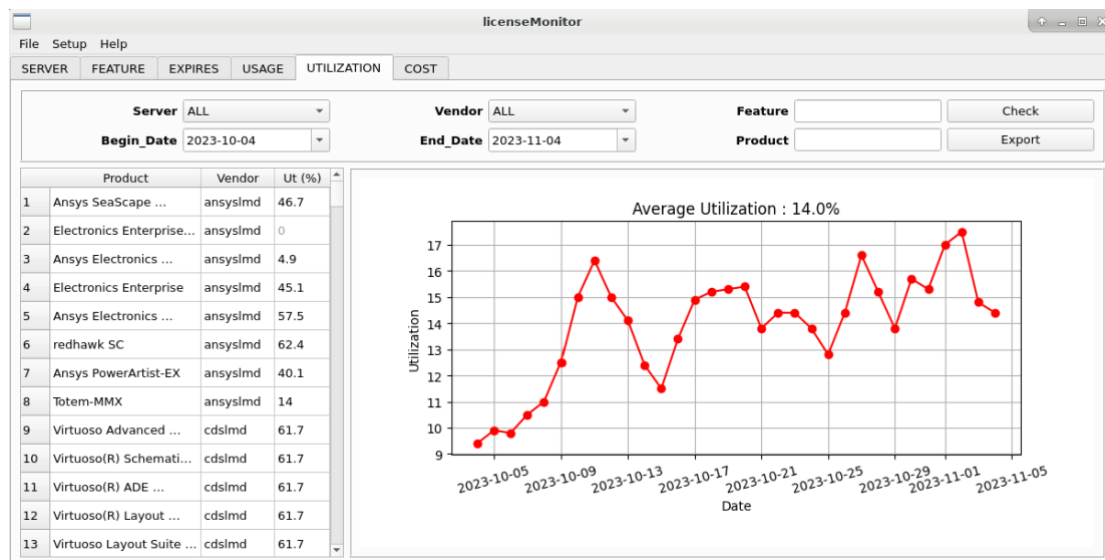 licenseMonitor
File Setup Help
SERVER FEATURE EXPIRES USAGE UTILIZATION COST
Server ALL Vendor ALL Feature Check
Begin_Date 2023-10-04 End_Date 2023-11-04 Product Export
Product Vendor Ut (%)
1 Ansys SeaScape ... ansyslmd 46.7
2 Electronics Enterprise... ansyslmd 0
3 Ansys Electronics ... ansyslmd 4.9
4 Electronics Enterprise ansyslmd 45.1
5 Ansys Electronics ... ansyslmd 57.5
6 redhawk SC ansyslmd 62.4
7 Ansys PowerArtist-EX ansyslmd 40.1
8 Totem-MMX ansyslmd 14
9 Virtuoso Advanced ... cdslmd 61.7
10 Virtuoso(R) Schemati... cdslmd 61.7
11 Virtuoso(R) ADE ... cdslmd 61.7
12 Virtuoso(R) Layout ... cdslmd 61.7
13 Virtuoso Layout Suite ... cdslmd 61.7
Average Utilization : 14.0%
17
16
15
14
13
12
11
10
9
Utilization
2023-10-05 2023-10-09 2023-10-13 2023-10-17 2023-10-21 2023-10-25 2023-10-29 2023-11-01 2023-11-05
Date